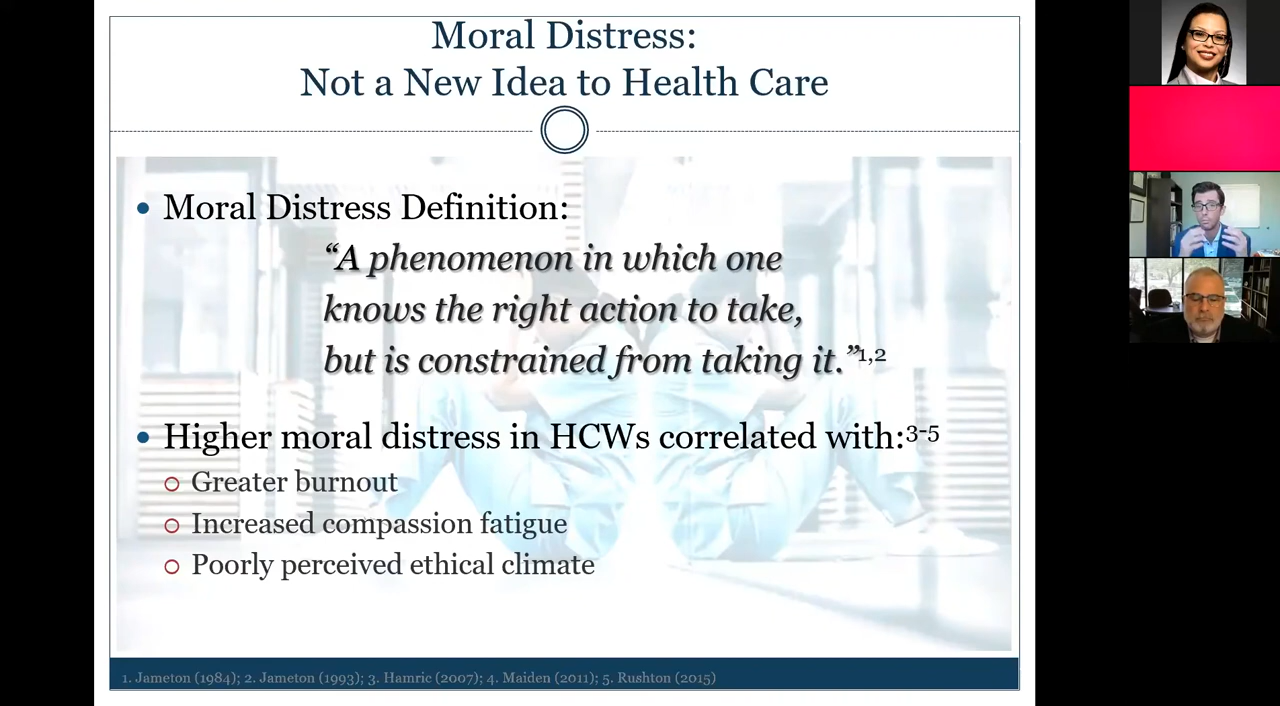 Moral Distress:
Not a New Idea to Health Care
• Moral Distress Definition:
“A phenomenon in which one
knows the right action to take,
but is constrained from taking it.”1,2
• Higher moral distress in HCWs correlated with:3-5
○ Greater burnout
○ Increased compassion fatigue
○ Poorly perceived ethical climate
1. Jameton (1984); 2. Jameton (1993); 3. Hamric (2007); 4. Maiden (2011); 5. Rushton (2015)